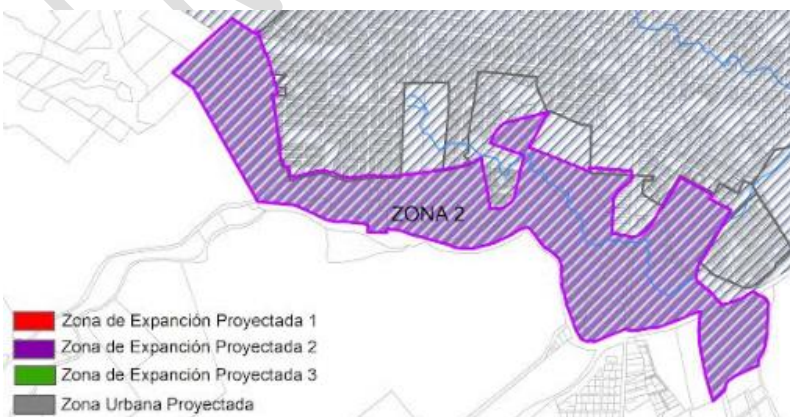 ZONA 2
Zona de Expanción Proyectada 1
Zona de Expanción Proyectada 2
Zona de Expanción Proyectada 3
Zona Urbana Proyectada